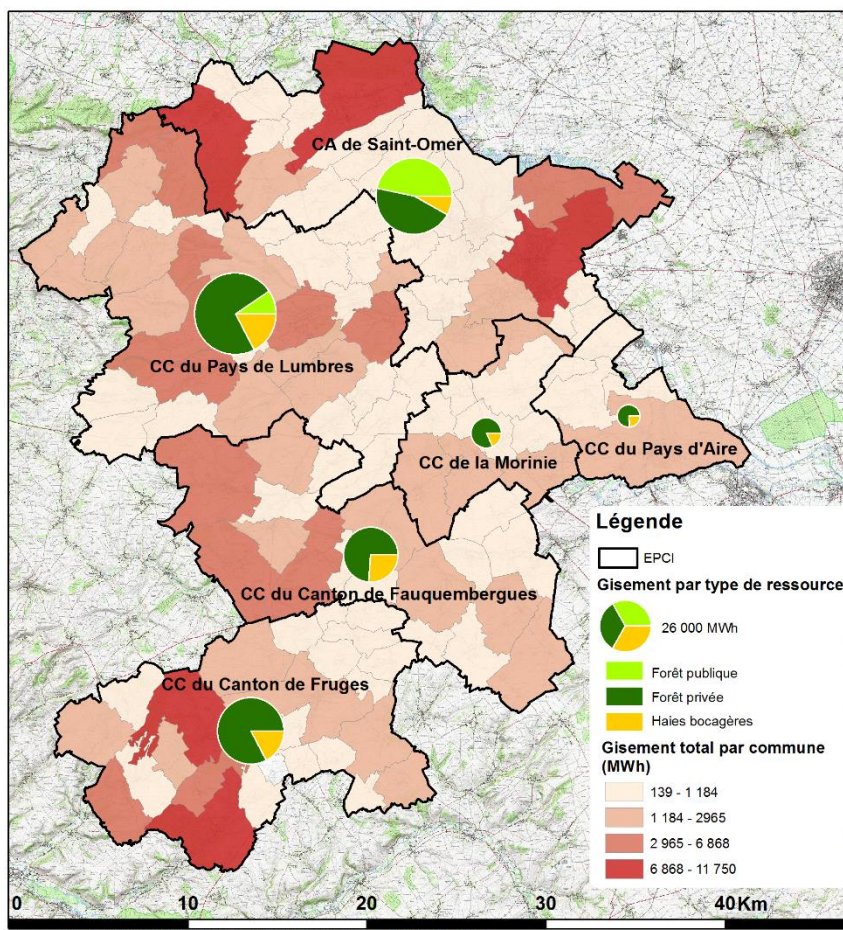 CA de Saint-Omer
CC du Pays de Lumbres
CC de la Morinie
CC du Pays d'Aire
CC du Canton de Fauquembergues
CC du Canton de Fruges
Légende
EPCI
Gisement par type de ressource
26 000 MWh
Forêt publique
Forêt privée
Haies bocagères
Gisement total par commune
(MWh)
139 - 1 184
1 184 - 2965
2 965 - 6 868
6 868 - 11 750
0 10 20 30 40Km